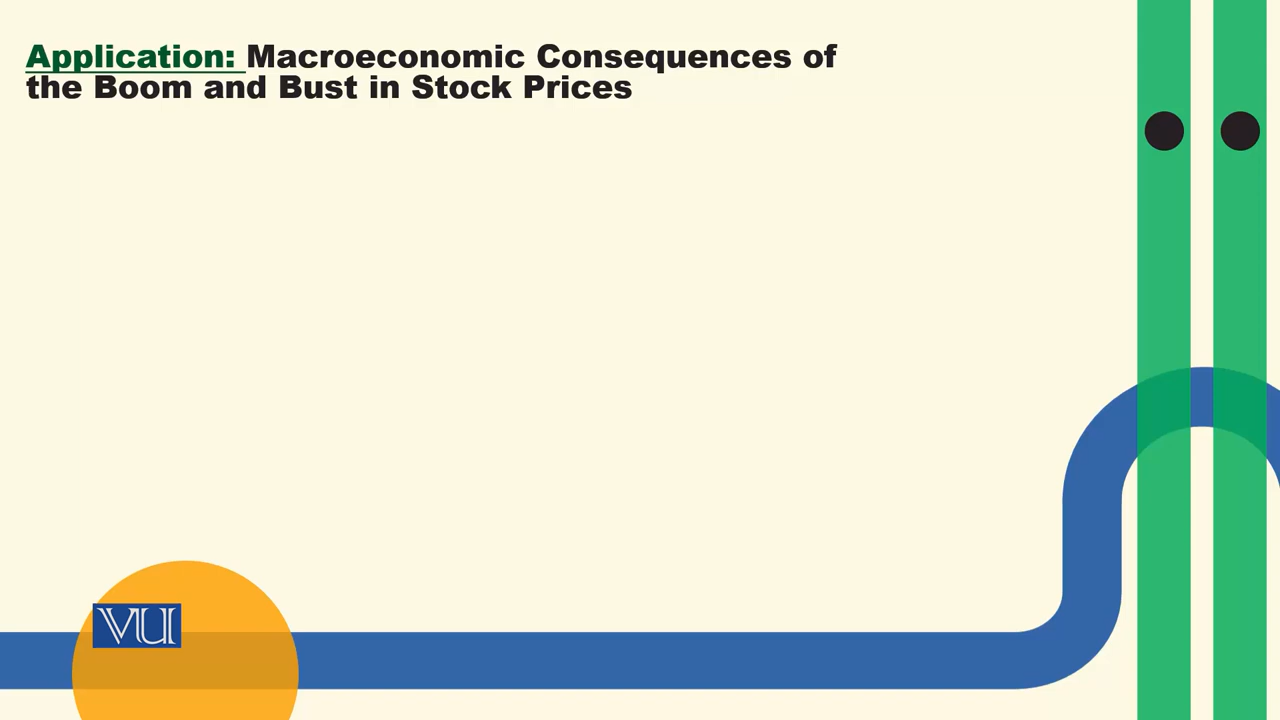 Application: Macroeconomic Consequences of
the Boom and Bust in Stock Prices
VU